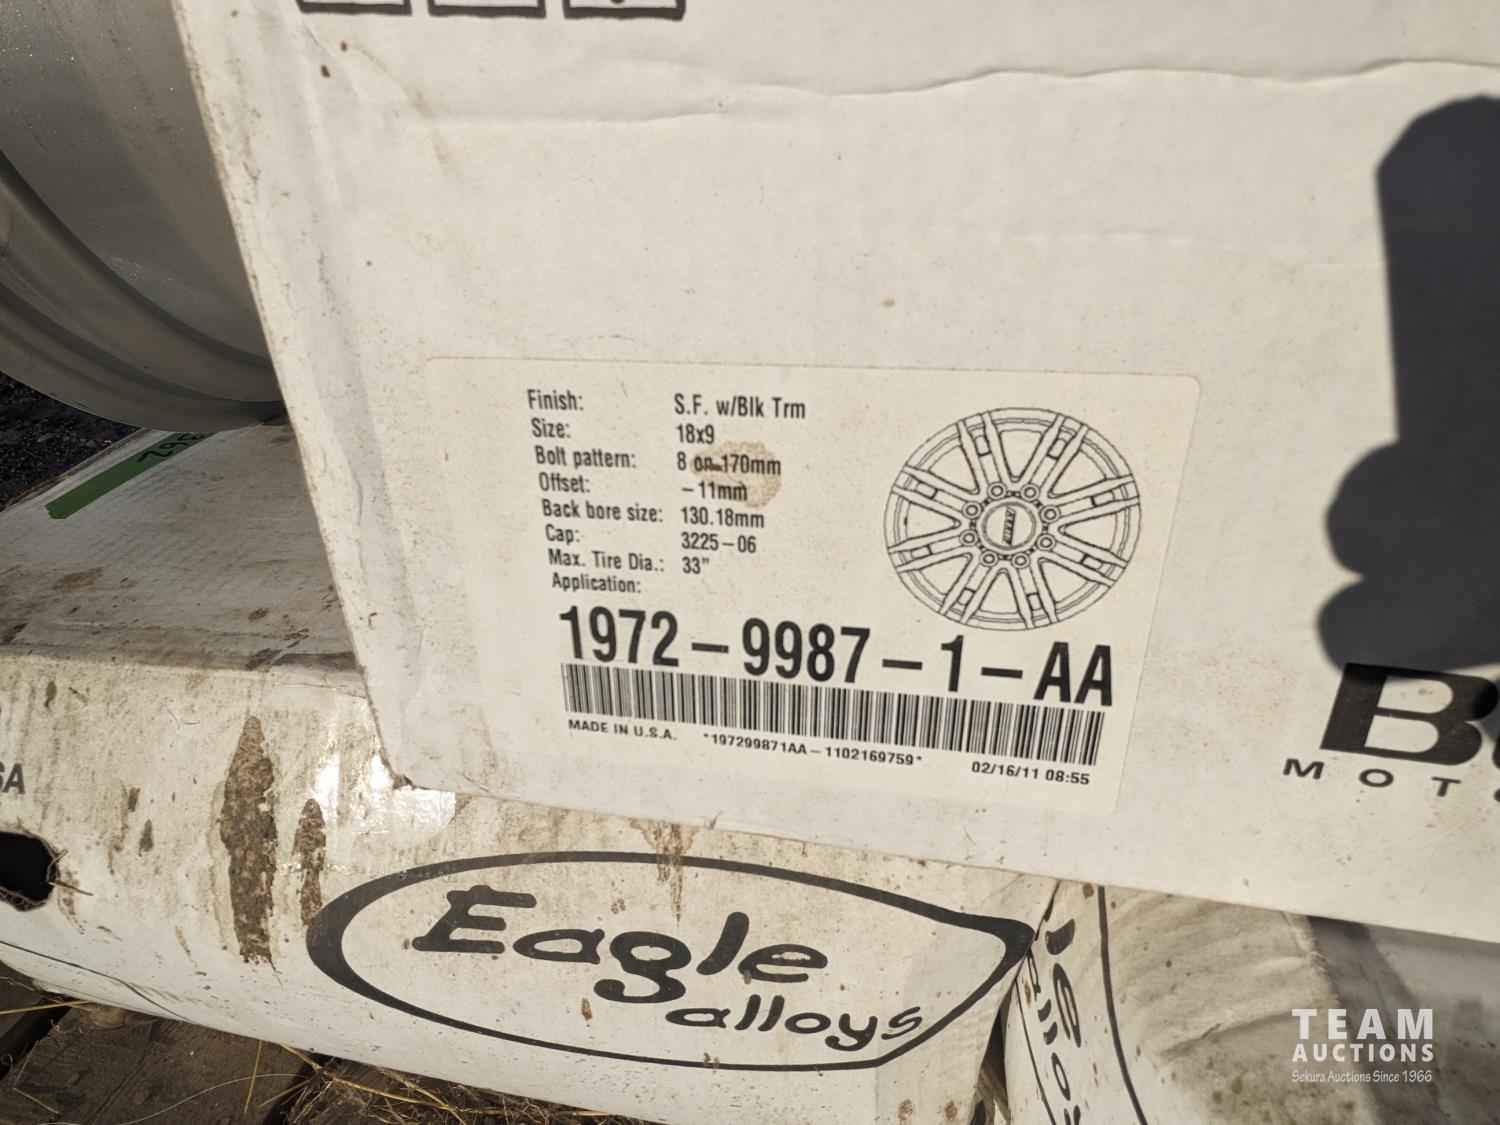 Finish: S.F. w/Blk Trm
Size: 18x9
Bolt pattern: 8 on 170mm
Offset: -11mm
Back bore size: 130.18mm
Cap: 3225-06
Max. Tire Dia.: 33"
Application:
1972-9987-1-AA
MADE IN U.S.A. *197299871AA-1102169759* 02/16/11 08:55
362
SA
B
MOT
Eagle
alloys
alloys
TEAM
AUCTIONS
Sekura Auctions Since 1966